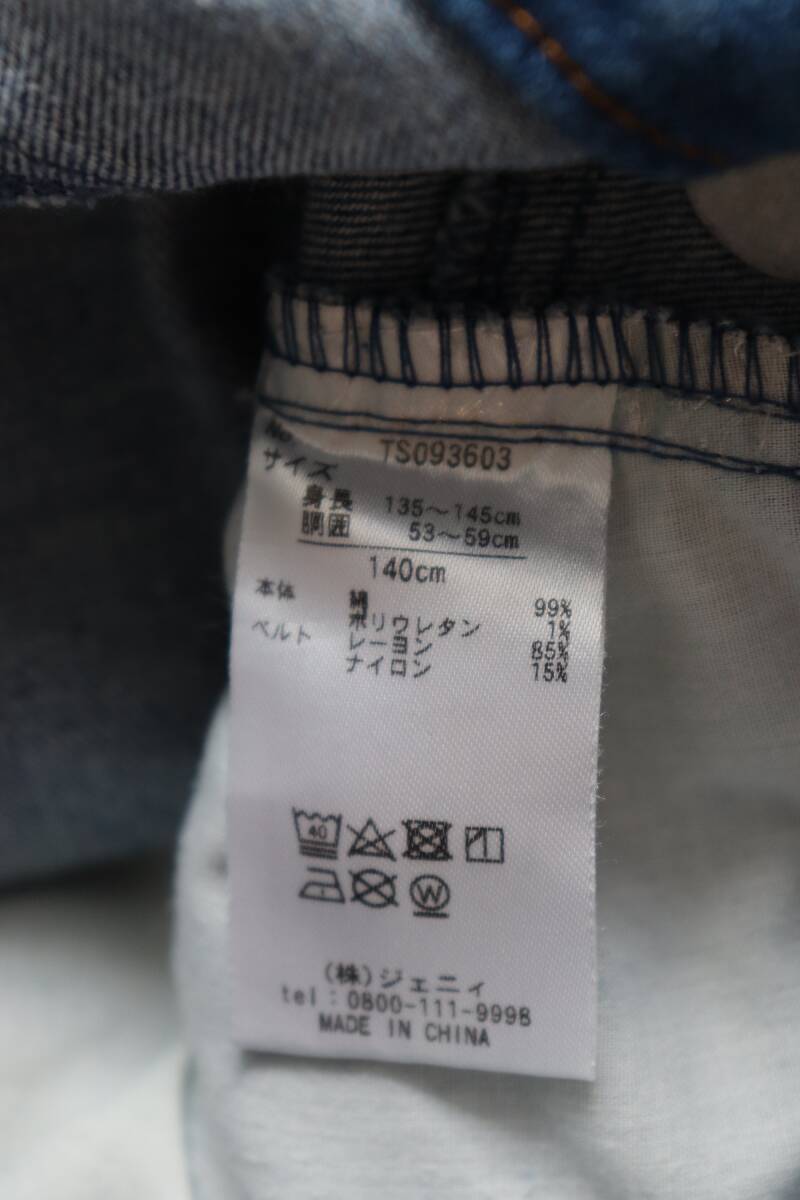 No. TS093603
サイズ
身長 135～145cm
胴囲 53～59cm
140cm
本体 綿 99%
ポリウレタン 1%
ベルト レーヨン 85%
ナイロン 15%
40
W
(株)ジェニィ
tel：0800-111-9998
MADE IN CHINA